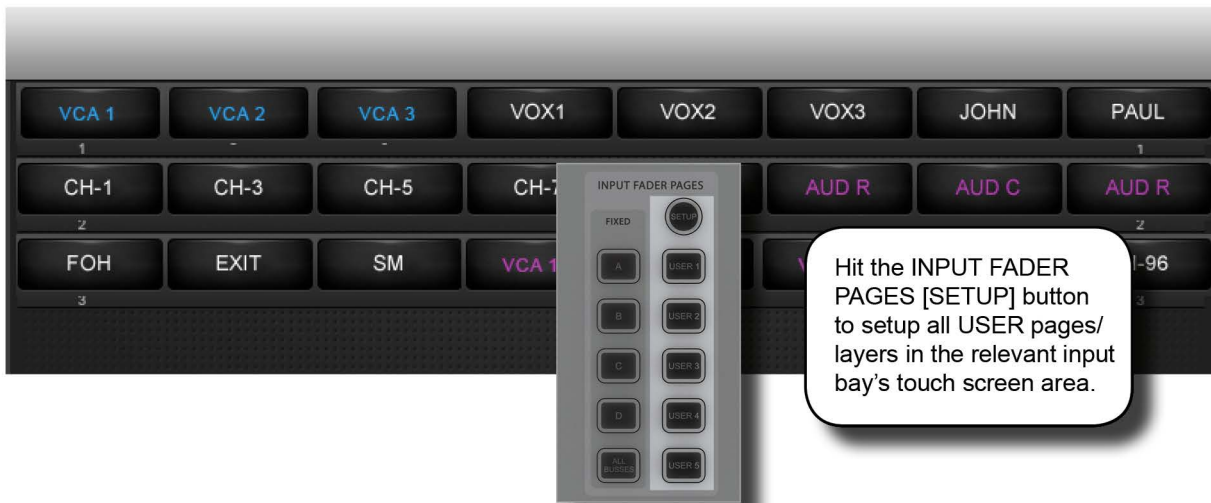 VCA 1 VCA 2 VCA 3 VOX1 VOX2 VOX3 JOHN PAUL
1 - - 1
CH-1 CH-3 CH-5 AUD R AUD C AUD R
2 2
FOH EXIT SM VCA 1
3 3
INPUT FADER PAGES
FIXED SETUP
A USER 1
B USER 2
C USER 3
D USER 4
ALL BUSSES USER 5
Hit the INPUT FADER
PAGES [SETUP] button
to setup all USER pages/
layers in the relevant input
bay's touch screen area.